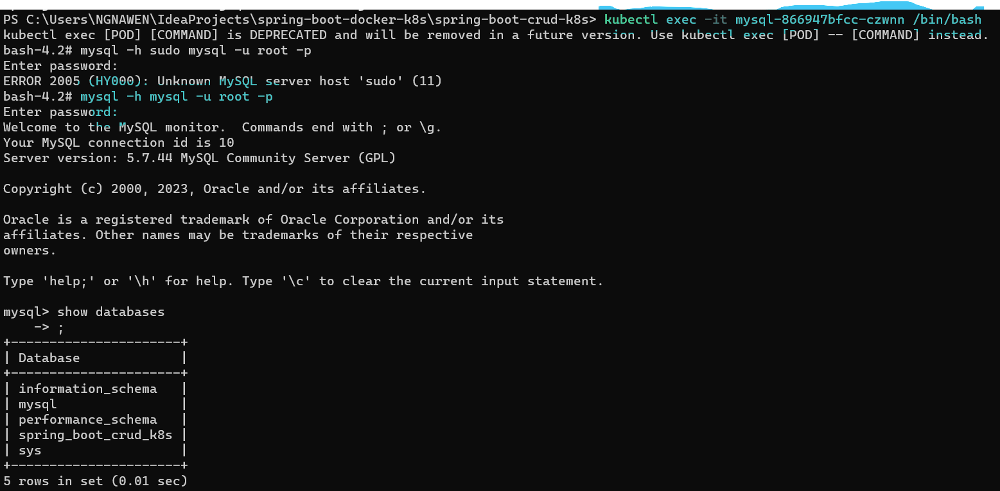 PS C:\Users\NGNAWEN\IdeaProjects\spring-boot-docker-k8s\spring-boot-crud-k8s> kubectl exec -it mysql-866947bfcc-czwnn /bin/bash
kubectl exec [POD] [COMMAND] is DEPRECATED and will be removed in a future version. Use kubectl exec [POD] -- [COMMAND] instead.
bash-4.2# mysql -h sudo mysql -u root -p
Enter password:
ERROR 2005 (HY000): Unknown MySQL server host 'sudo' (11)
bash-4.2# mysql -h mysql -u root -p
Enter password:
Welcome to the MySQL monitor.  Commands end with ; or \g.
Your MySQL connection id is 10
Server version: 5.7.44 MySQL Community Server (GPL)

Copyright (c) 2000, 2023, Oracle and/or its affiliates.

Oracle is a registered trademark of Oracle Corporation and/or its
affiliates. Other names may be trademarks of their respective
owners.

Type 'help;' or '\h' for help. Type '\c' to clear the current input statement.

mysql> show databases
    -> ;
+----------------------+
| Database             |
+----------------------+
| information_schema   |
| mysql                |
| performance_schema   |
| spring_boot_crud_k8s |
| sys                  |
+----------------------+
5 rows in set (0.01 sec)